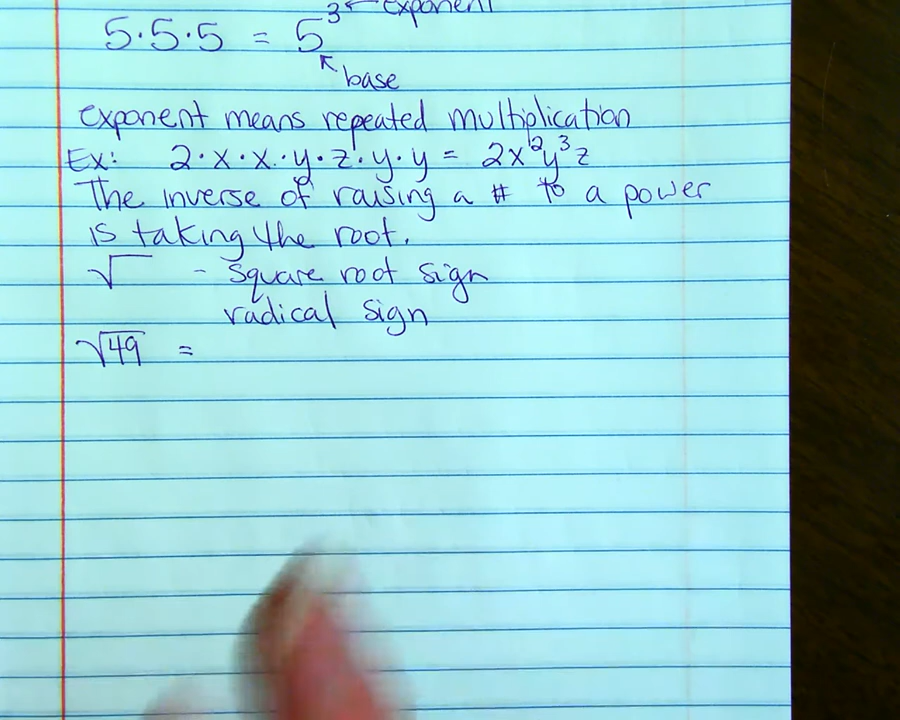 5·5·5 = 5³ ← exponent
↖ base
exponent means repeated multiplication
Ex: 2·x·x·y·z·y·y = 2x²y³z
The inverse of raising a # to a power
is taking the root.
√ - square root sign
radical sign
√49 =